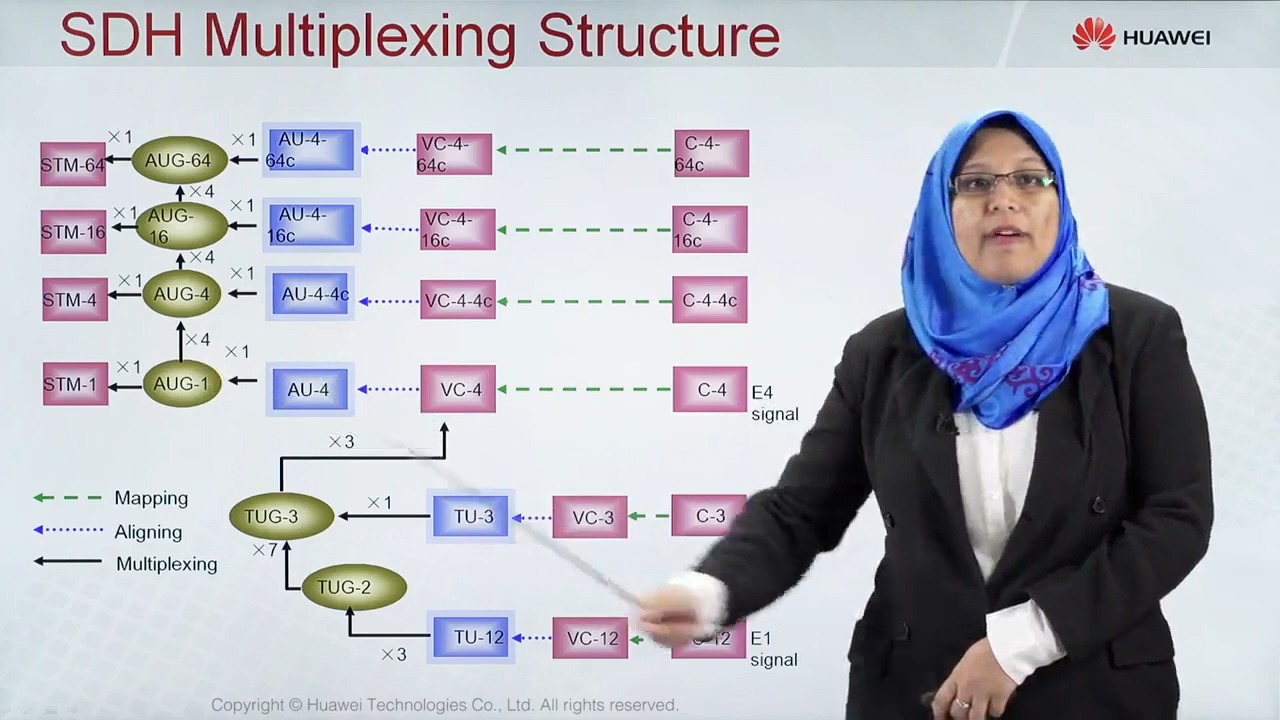 SDH Multiplexing Structure
HUAWEI
STM-64
×1
AUG-64
×1
AU-4-
64c
VC-4-
64c
C-4-
64c
×4
STM-16
×1
AUG-
16
×1
AU-4-
16c
VC-4-
16c
C-4-
16c
×4
STM-4
×1
AUG-4
×1
AU-4-4c
VC-4-4c
C-4-4c
×4
STM-1
×1
AUG-1
×1
AU-4
VC-4
C-4
E4
signal
×3
Mapping
Aligning
Multiplexing
TUG-3
×1
TU-3
VC-3
C-3
×7
TUG-2
×3
TU-12
VC-12
E1
signal
Copyright © Huawei Technologies Co., Ltd. All rights reserved.